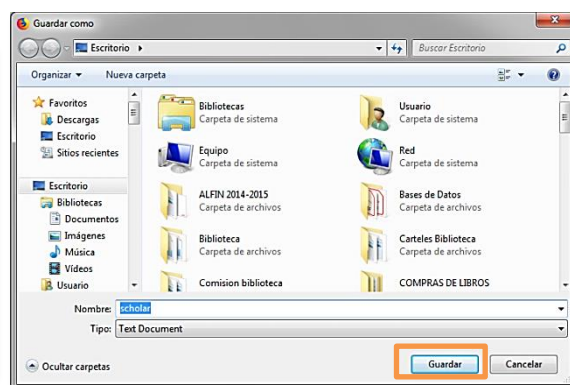 Guardar como
Escritorio
Buscar Escritorio
Organizar
Nueva carpeta
Favoritos
Descargas
Escritorio
Sitios recientes
Escritorio
Bibliotecas
Documentos
Imágenes
Música
Vídeos
Usuario
Bibliotecas
Carpeta de sistema
Usuario
Carpeta de sistema
Equipo
Carpeta de sistema
Red
Carpeta de sistema
ALFIN 2014-2015
Carpeta de archivos
Bases de Datos
Carpeta de archivos
Biblioteca
Carpeta de archivos
Carteles Biblioteca
Carpeta de archivos
Comision biblioteca
COMPRAS DE LIBROS
Nombre: scholar
Tipo: Text Document
Ocultar carpetas
Guardar
Cancelar